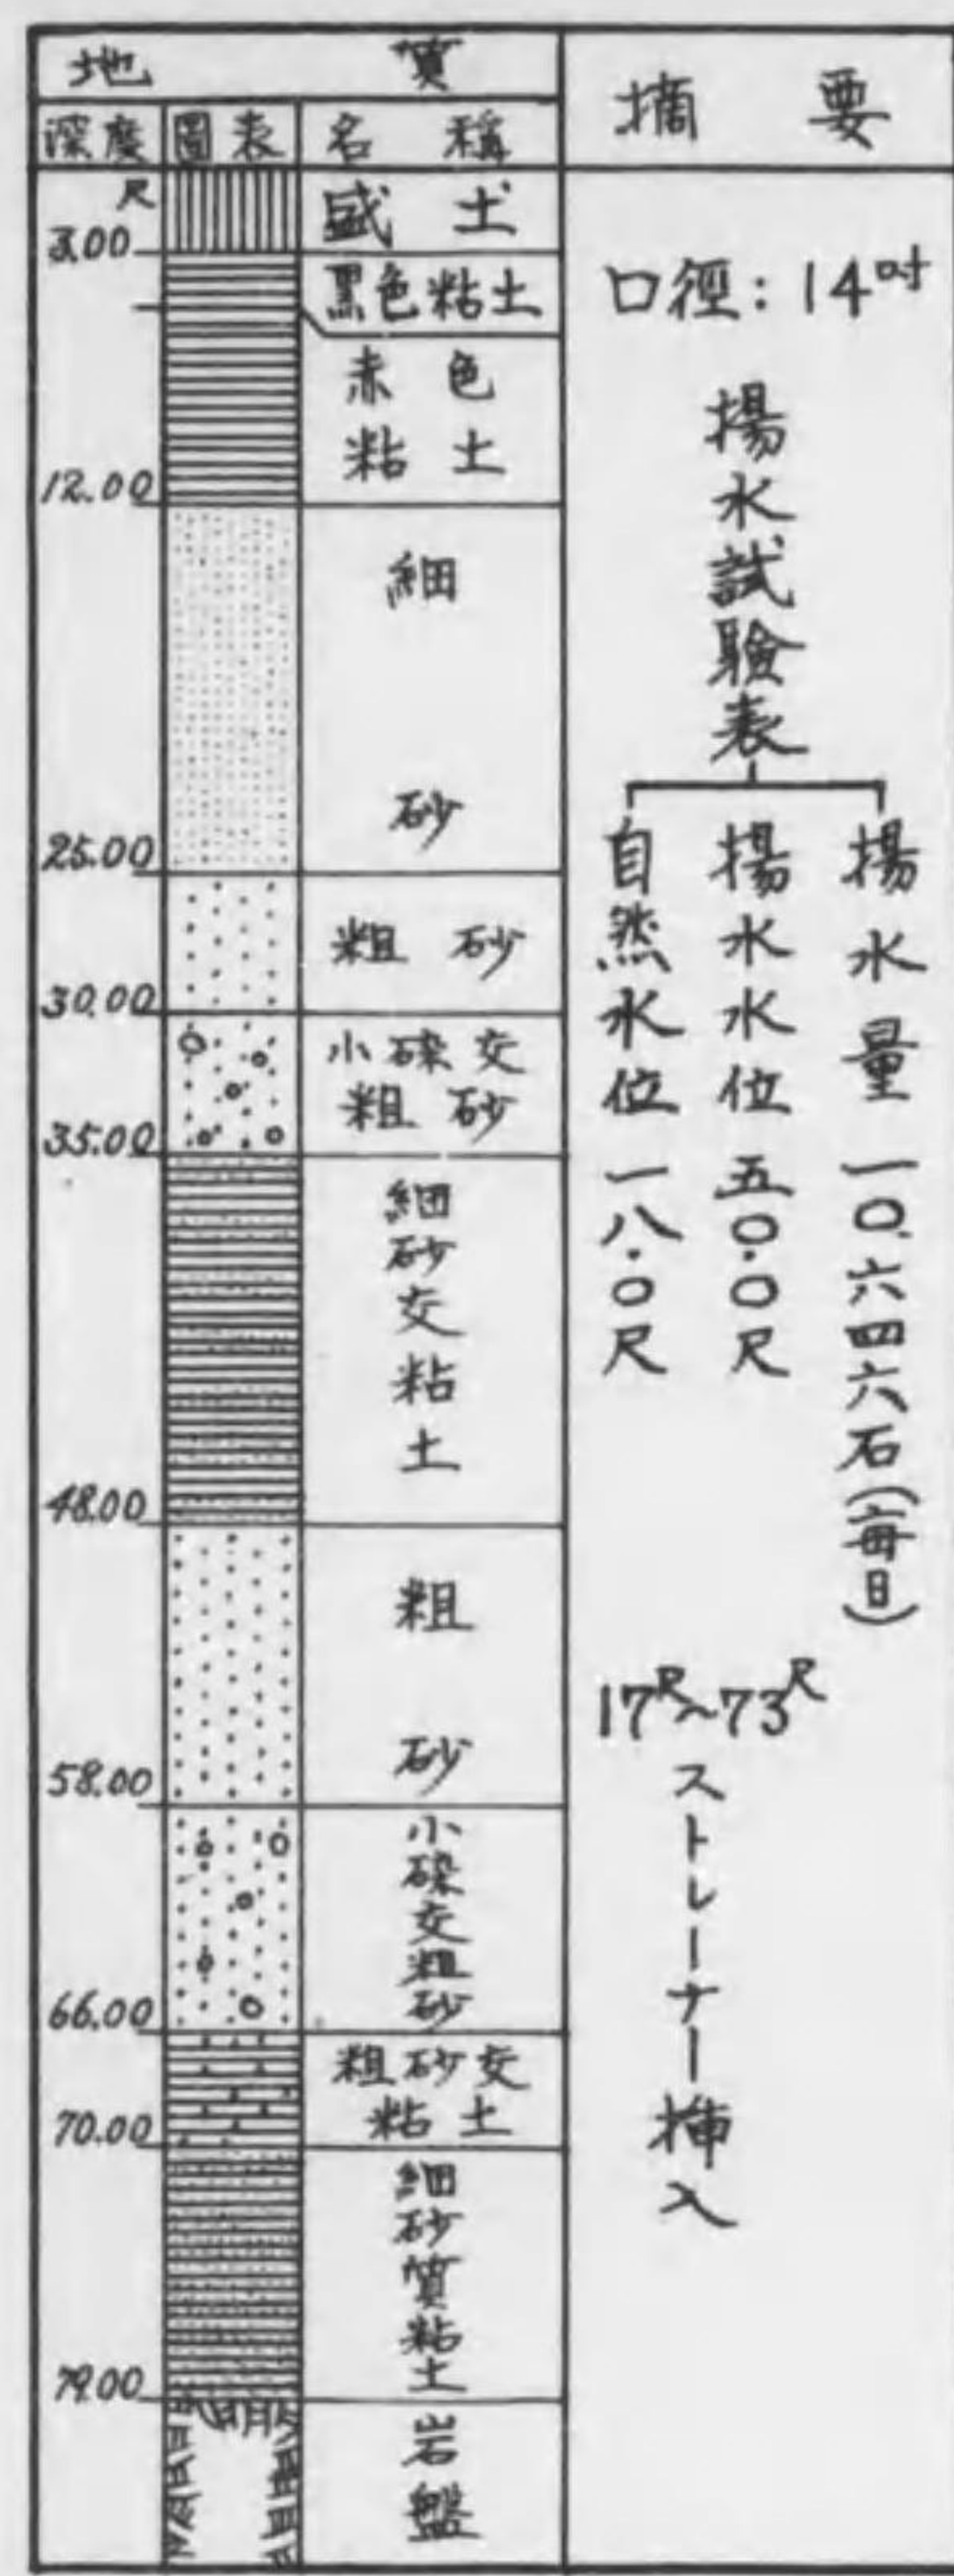 地質
深度 圖表 名稱
尺
3.00
12.00
25.00
30.00
35.00
48.00
58.00
66.00
70.00
79.00
盛土
黒色粘土
赤色
粘土
細砂
粗砂
小磔交
粗砂
細砂交粘土
粗砂
小磔交粗砂
粗砂交
粘土
細砂質粘土
岩盤
摘要
口徑:14吋
揚水試驗表
揚水量一〇.六四六石(毎日)
揚水水位五〇.〇尺
自然水位一八.〇尺
17尺~73尺
ストレーナー挿入